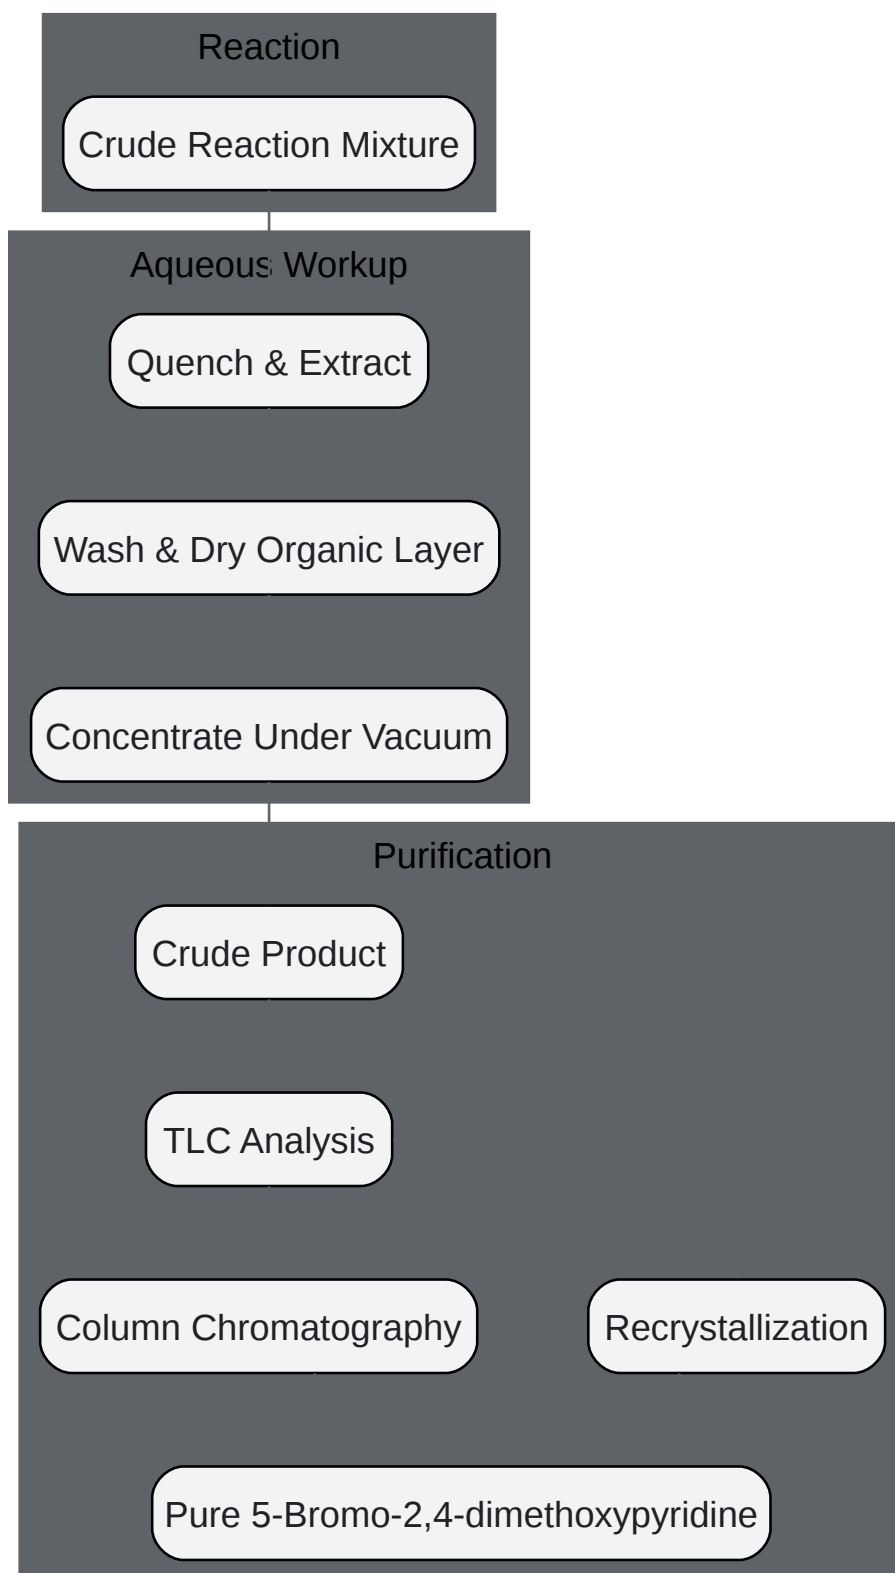 Reaction
Crude Reaction Mixture
Aqueous Workup
Quench & Extract
Wash & Dry Organic Layer
Concentrate Under Vacuum
Purification
Crude Product
TLC Analysis
Column Chromatography
Recrystallization
Pure 5-Bromo-2,4-dimethoxypyridine